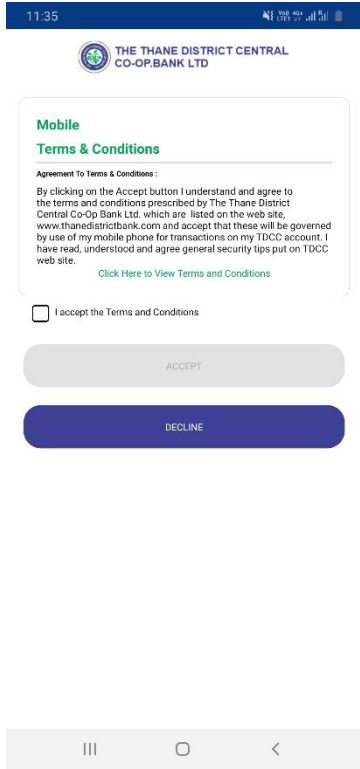 11:35
THE THANE DISTRICT CENTRAL
CO-OP.BANK LTD
Mobile
Terms & Conditions
Agreement To Terms & Conditions :
By clicking on the Accept button I understand and agree to
the terms and conditions prescribed by The Thane District
Central Co-Op Bank Ltd. which are listed on the web site,
www.thanedistrictbank.com and accept that these will be governed
by use of my mobile phone for transactions on my TDCC account. I
have read, understood and agree general security tips put on TDCC
web site.
Click Here to View Terms and Conditions
I accept the Terms and Conditions
ACCEPT
DECLINE